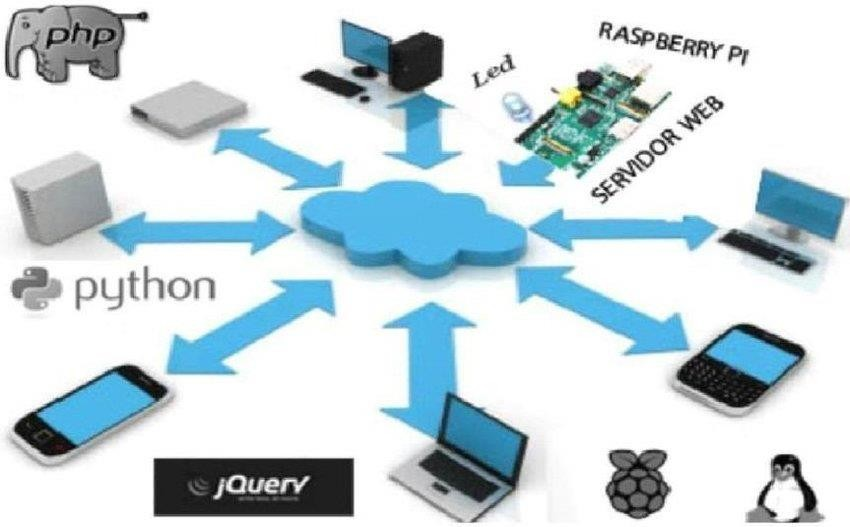 php
Led
RASPBERRY PI
SERVIDOR WEB
python
jQuery